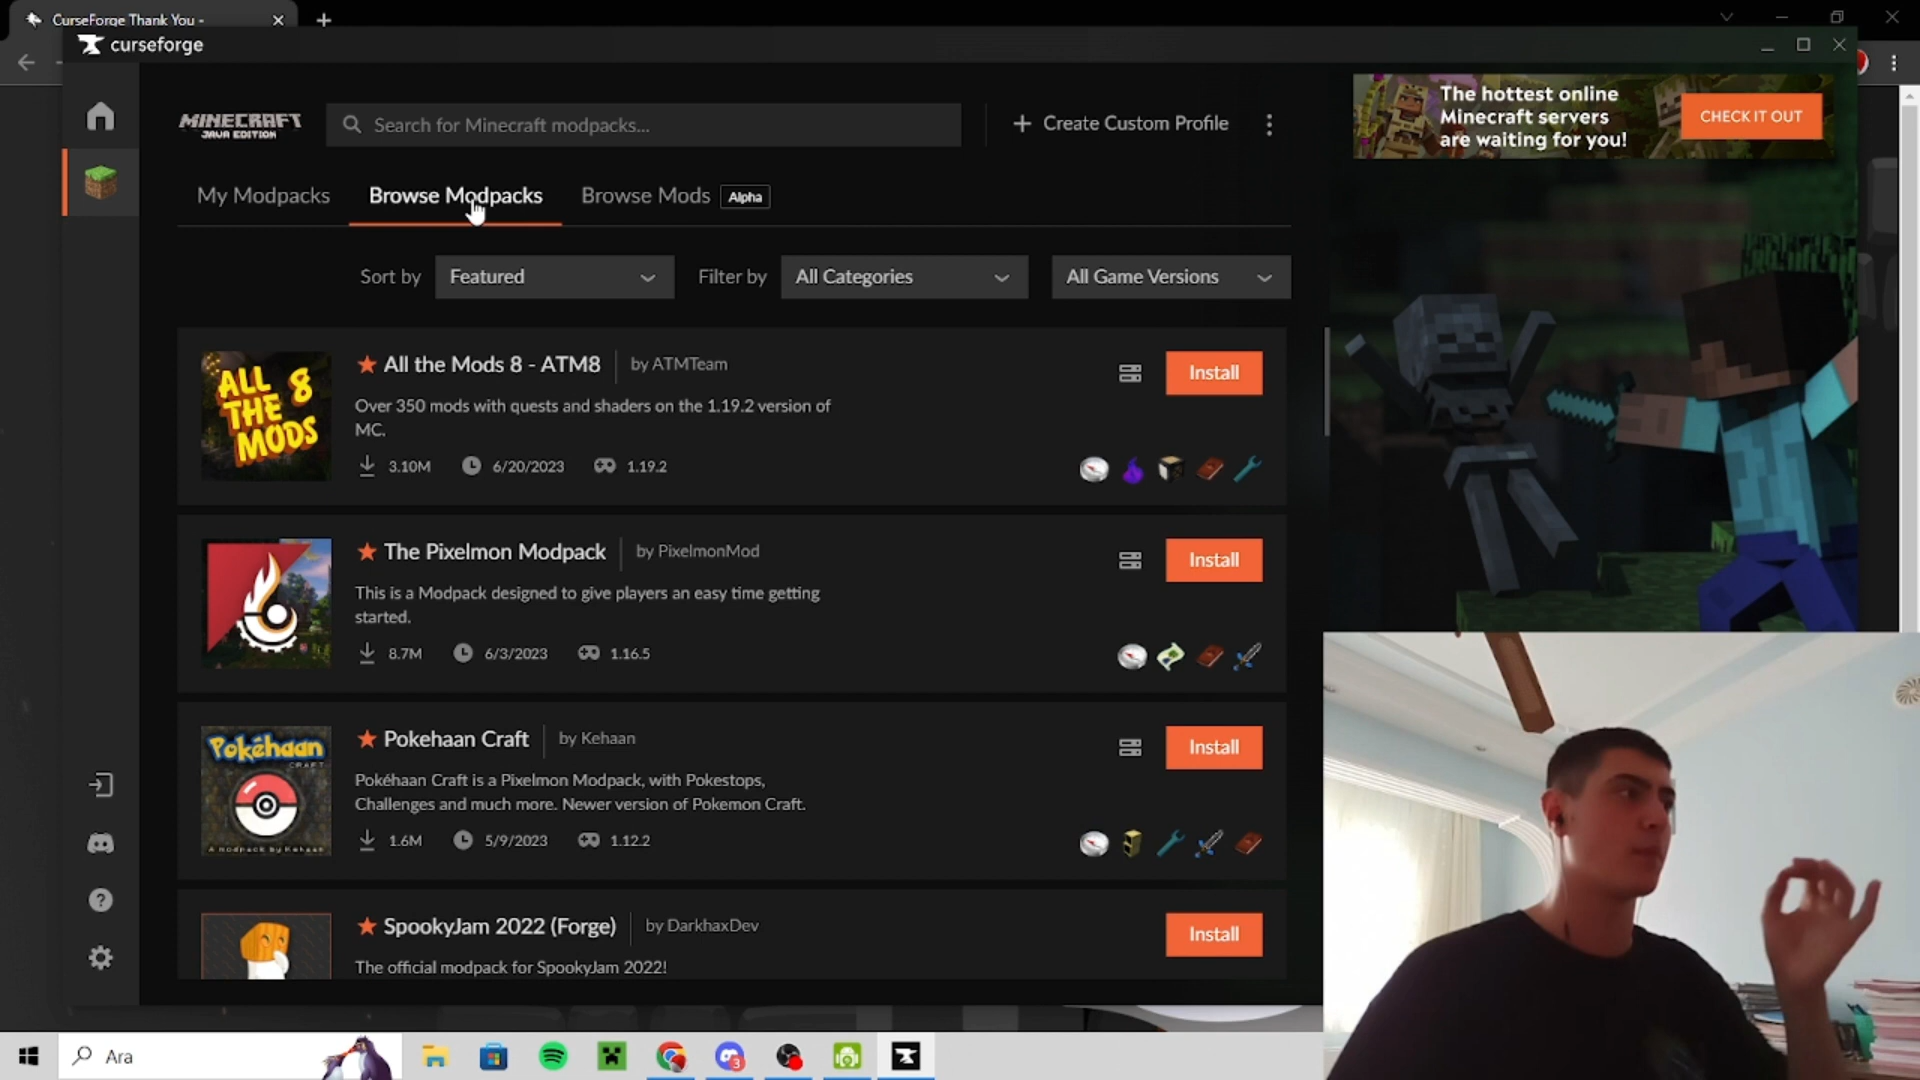 CurseForge Thank You -
curseforge
MINECRAFT
JAVA EDITION
Search for Minecraft modpacks...
Create Custom Profile
The hottest online
Minecraft servers
are waiting for you!
CHECK IT OUT
My Modpacks
Browse Modpacks
Browse Mods
Alpha
Sort by
Featured
Filter by
All Categories
All Game Versions
ALL THE MODS 8
All the Mods 8 - ATM8
by ATMTeam
Install
Over 350 mods with quests and shaders on the 1.19.2 version of
MC.
3.10M
6/20/2023
1.19.2
The Pixelmon Modpack
by PixelmonMod
Install
This is a Modpack designed to give players an easy time getting
started.
8.7M
6/3/2023
1.16.5
Pokéhaan
CRAFT
A modpack by Kehaan
Pokehaan Craft
by Kehaan
Install
Pokéhaan Craft is a Pixelmon Modpack, with Pokestops,
Challenges and much more. Newer version of Pokemon Craft.
1.6M
5/9/2023
1.12.2
SpookyJam 2022 (Forge)
by DarkhaxDev
Install
The official modpack for SpookyJam 2022!
Ara
3